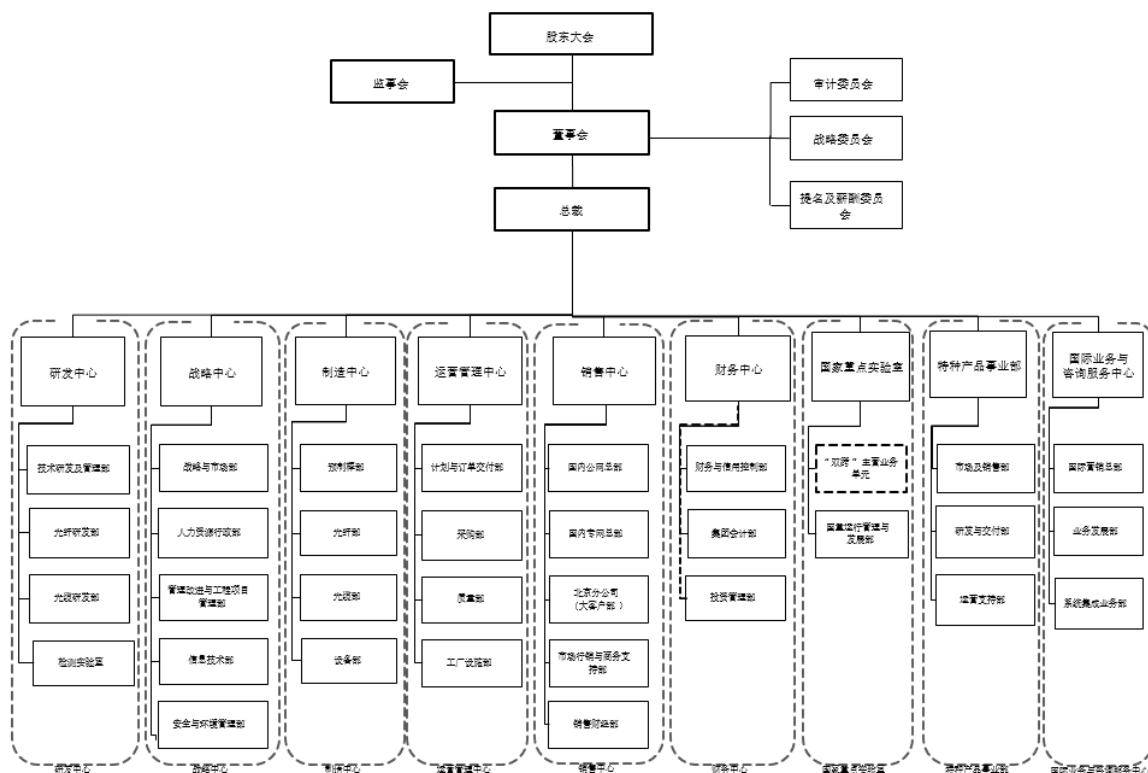 股东大会
监事会
审计委员会
董事会
战略委员会
提名及薪酬委员
会
总裁
研发中心
战略中心
制造中心
运营管理中心
销售中心
财务中心
国家重点实验室
特种产品事业部
国际业务与
咨询服务中心
技术研发及管理部
战略与市场部
预制棒部
计划与订单交付部
国内公网总部
财务与信用控制部
“双跨”主营业务
单元
市场及销售部
国际营销总部
光纤研发部
人力资源行政部
光纤部
采购部
国内专网总部
集团会计部
国重运行管理与
发展部
研发与交付部
业务发展部
光缆研发部
管理改进与工程项目
管理部
光缆部
质量部
北京分公司
（大客户部）
投资管理部
运营支持部
系统集成业务部
检测实验室
信息技术部
设备部
工厂设施部
市场行销与商务支
持部
安全与环境管理部
销售财经部
研发中心
战略中心
制造中心
运营管理中心
销售中心
财务中心
国家重点实验室
特种产品事业部
国际业务与咨询服务中心